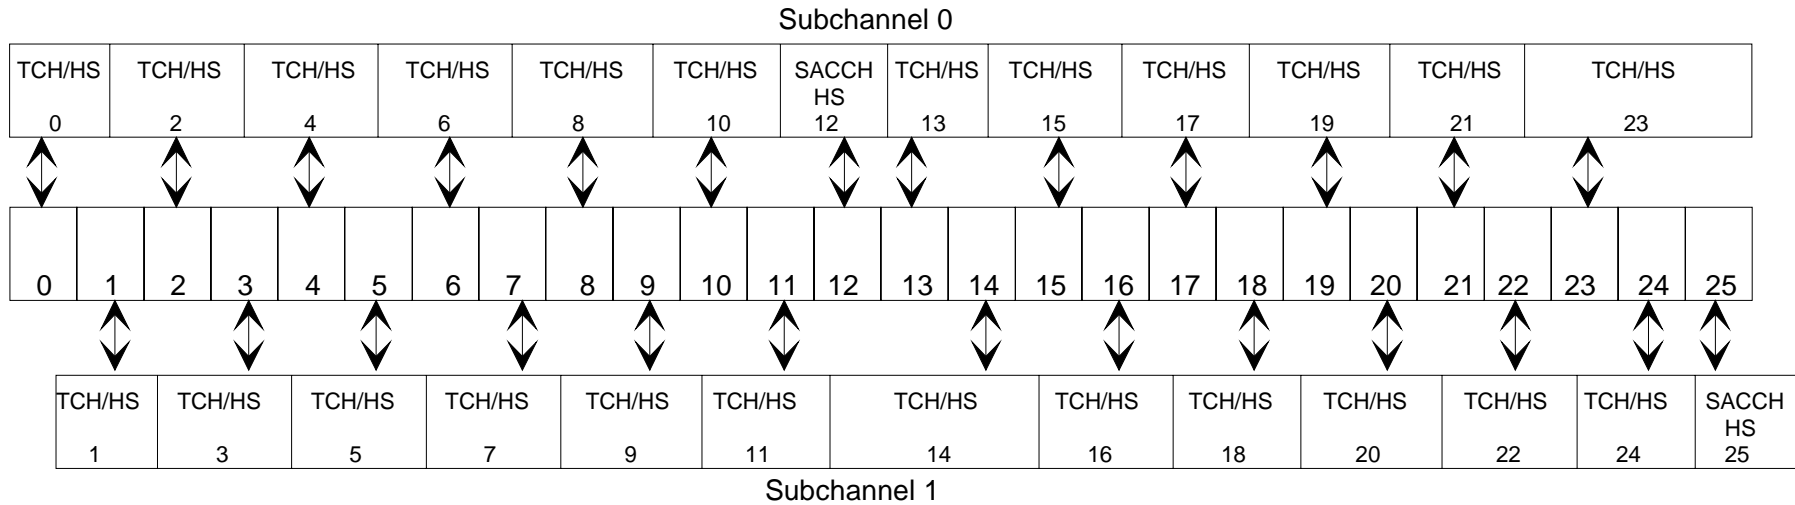 Subchannel 0
TCH/HS TCH/HS TCH/HS TCH/HS TCH/HS TCH/HS SACCH TCH/HS TCH/HS TCH/HS TCH/HS TCH/HS TCH/HS
HS
0 2 4 6 8 10 12 13 15 17 19 21 23
0 1 2 3 4 5 6 7 8 9 10 11 12 13 14 15 16 17 18 19 20 21 22 23 24 25
TCH/HS TCH/HS TCH/HS TCH/HS TCH/HS TCH/HS TCH/HS TCH/HS TCH/HS TCH/HS TCH/HS TCH/HS SACCH
HS
1 3 5 7 9 11 14 16 18 20 22 24 25
Subchannel 1